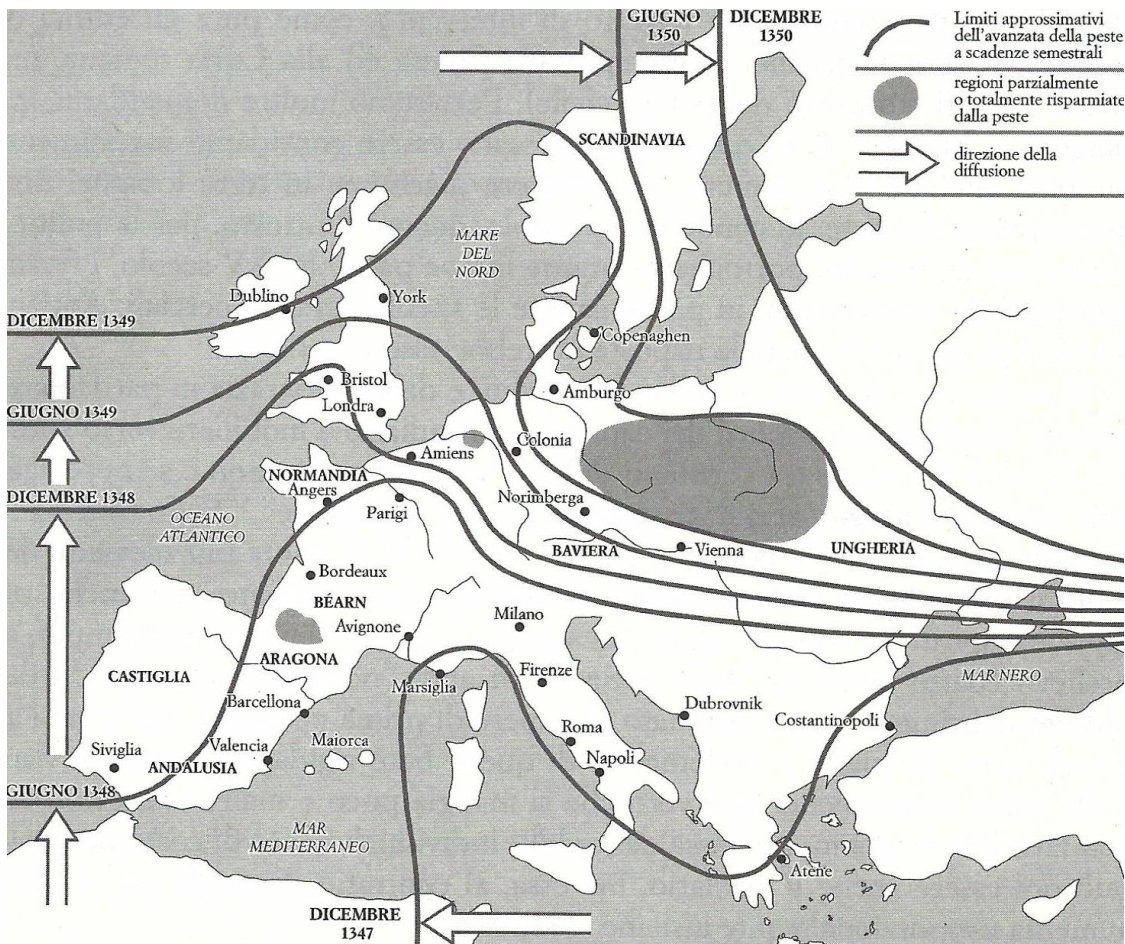 GIUGNO
1350
DICEMBRE
1350
Limiti approssimativi
dell'avanzata della peste
a scadenze semestrali
regioni parzialmente
o totalmente risparmiate
dalla peste
direzione della
diffusione
SCANDINAVIA
MARE
DEL
NORD
Dublino
York
DICEMBRE 1349
Copenaghen
Bristol
Amburgo
GIUGNO 1349
Londra
Amiens
Colonia
NORMANDIA
Angers
DICEMBRE 1348
Parigi
Norimberga
OCEANO
ATLANTICO
BAVIERA
Vienna
UNGHERIA
Bordeaux
BÉARN
Avignone
Milano
ARAGONA
CASTIGLIA
Marsiglia
Firenze
MAR NERO
Barcellona
Dubrovnik
Costantinopoli
Roma
Siviglia
Valencia
Maiorca
Napoli
ANDALUSIA
GIUGNO 1348
MAR
MEDITERRANEO
Atene
DICEMBRE
1347